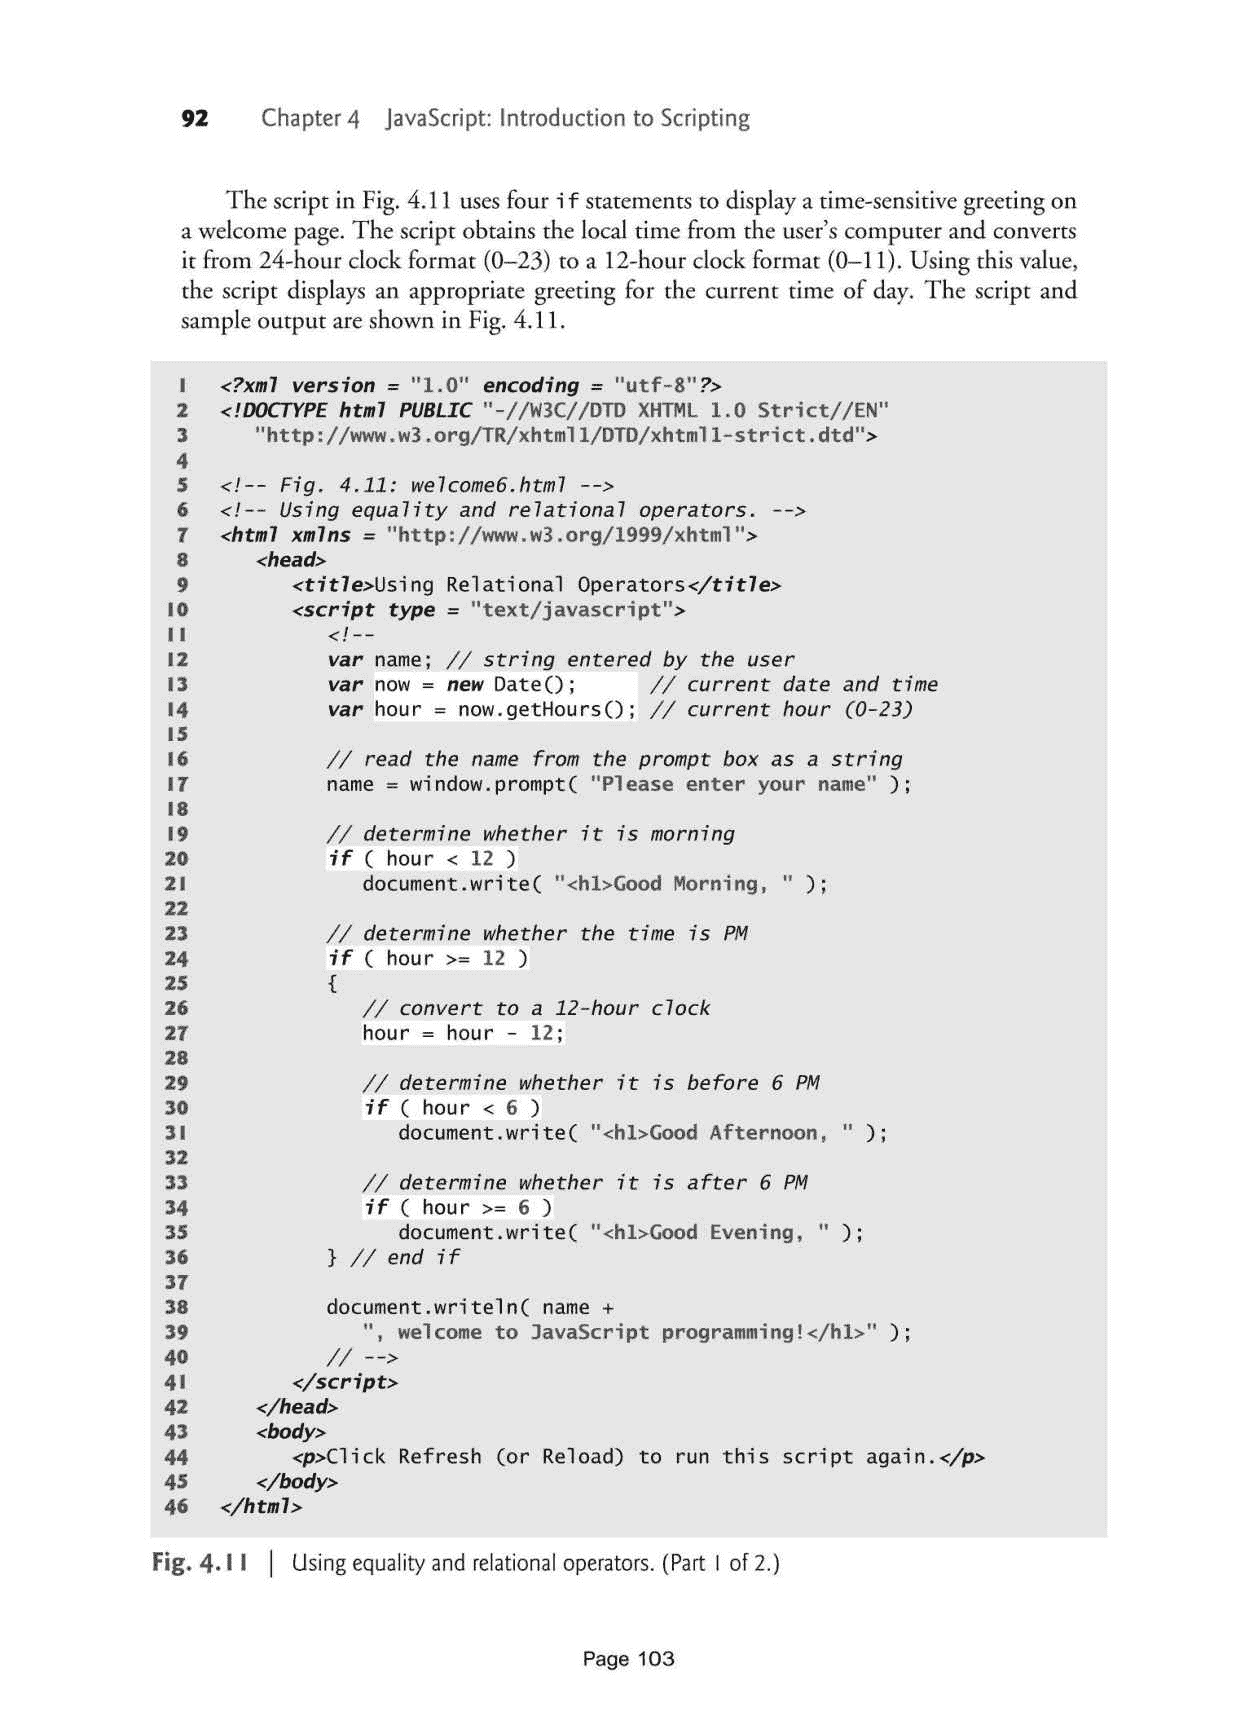 92 Chapter 4 JavaScript: Introduction to Scripting
The script in Fig. 4.11 uses four if statements to display a time-sensitive greeting on
a welcome page. The script obtains the local time from the user's computer and converts
it from 24-hour clock format (0–23) to a 12-hour clock format (0–11). Using this value,
the script displays an appropriate greeting for the current time of day. The script and
sample output are shown in Fig. 4.11.
1 <?xml version = "1.0" encoding = "utf-8"?>
2 <!DOCTYPE html PUBLIC "-//W3C//DTD XHTML 1.0 Strict//EN"
3 "http://www.w3.org/TR/xhtml1/DTD/xhtml1-strict.dtd">
4
5 <!-- Fig. 4.11: welcome6.html -->
6 <!-- Using equality and relational operators. -->
7 <html xmlns = "http://www.w3.org/1999/xhtml">
8 <head>
9 <title>Using Relational Operators</title>
10 <script type = "text/javascript">
11 <!--
12 var name; // string entered by the user
13 var now = new Date(); // current date and time
14 var hour = now.getHours(); // current hour (0-23)
15
16 // read the name from the prompt box as a string
17 name = window.prompt( "Please enter your name" );
18
19 // determine whether it is morning
20 if ( hour < 12 )
21 document.write( "<h1>Good Morning, " );
22
23 // determine whether the time is PM
24 if ( hour >= 12 )
25 {
26 // convert to a 12-hour clock
27 hour = hour - 12;
28
29 // determine whether it is before 6 PM
30 if ( hour < 6 )
31 document.write( "<h1>Good Afternoon, " );
32
33 // determine whether it is after 6 PM
34 if ( hour >= 6 )
35 document.write( "<h1>Good Evening, " );
36 } // end if
37
38 document.writeln( name +
39 ", welcome to JavaScript programming!</h1>" );
40 // -->
41 </script>
42 </head>
43 <body>
44 <p>Click Refresh (or Reload) to run this script again.</p>
45 </body>
46 </html>
Fig. 4.11 | Using equality and relational operators. (Part 1 of 2.)
Page 103